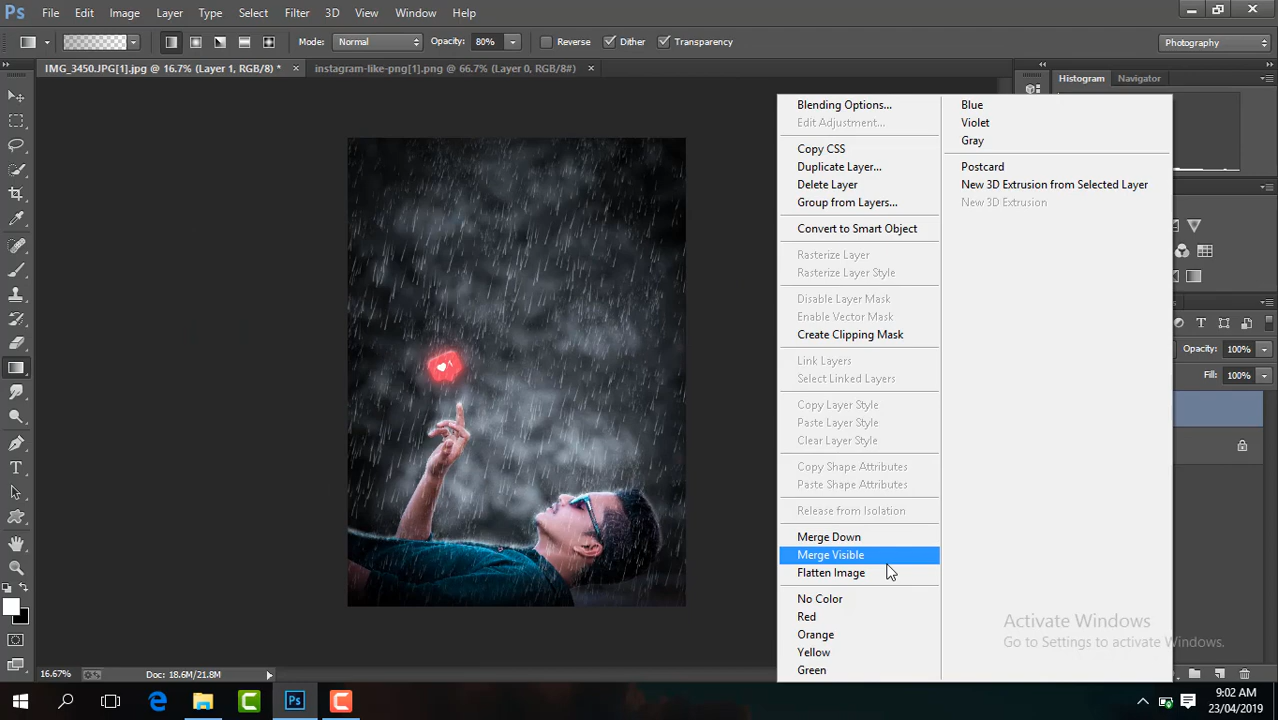 Ps File Edit Image Layer Type Select Filter 3D View Window Help
Mode: Normal Opacity: 80% Reverse Dither Transparency Photography
IMG_3450.JPG[1].jpg @ 16.7% (Layer 1, RGB/8) * × instagram-like-png[1].png @ 66.7% (Layer 0, RGB/8#) ×
Histogram Navigator
Blending Options...
Edit Adjustment...
Copy CSS
Duplicate Layer...
Delete Layer
Group from Layers...
Convert to Smart Object
Rasterize Layer
Rasterize Layer Style
Disable Layer Mask
Enable Vector Mask
Create Clipping Mask
Link Layers
Select Linked Layers
Copy Layer Style
Paste Layer Style
Clear Layer Style
Copy Shape Attributes
Paste Shape Attributes
Release from Isolation
Merge Down
Merge Visible
Flatten Image
No Color
Red
Orange
Yellow
Green
Blue
Violet
Gray
Postcard
New 3D Extrusion from Selected Layer
New 3D Extrusion
Opacity: 100%
Fill: 100%
Activate Windows
Go to Settings to activate Windows.
16.67% Doc: 18.6M/21.8M
9:02 AM
23/04/2019